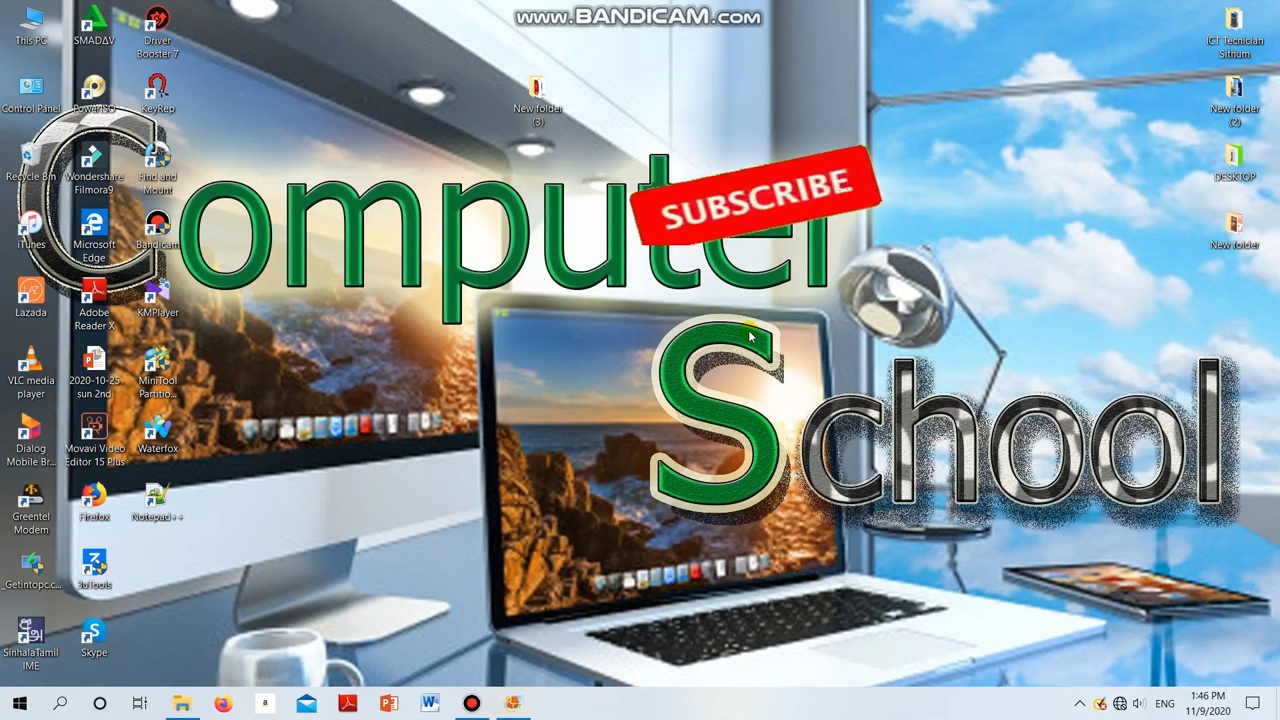 www.BANDICAM.com
This PC
SMADAV
Driver
Booster 7
Control Panel
PowerISO
KeyRep
Recycle Bin
Wondershare
Filmora9
Find and
Mount
iTunes
Microsoft
Edge
Bandicam
Lazada
Adobe
Reader X
KMPlayer
VLC media
player
2020-10-25
sun 2nd
MiniTool
Partitio...
Dialog
Mobile Br...
Movavi Video
Editor 15 Plus
Waterfox
Greentel
Modem
Firefox
Notepad++
_Getintopc.c...
3uTools
SinhalaTamil
IME
Skype
New folder
(3)
ICT Tecnician
Sithum
New folder
(2)
DESKTOP
New folder
Computer
SUBSCRIBE
School
ENG
1:46 PM
11/9/2020